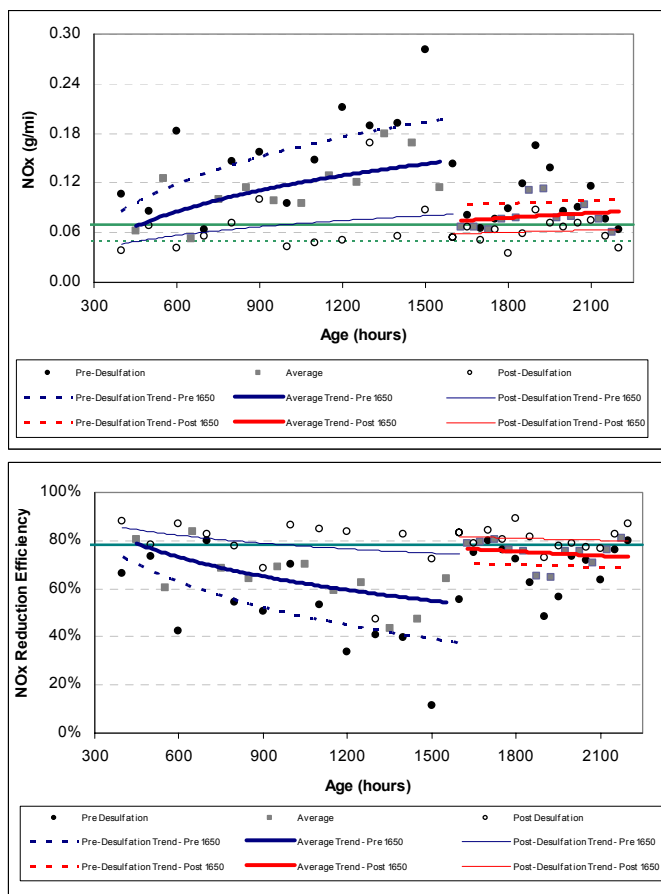 0.30
0.24
0.18
0.12
0.06
0.00
NOx (g/mi)
300 600 900 1200 1500 1800 2100
Age (hours)
Pre-Desulfation Average Post-Desulfation
Pre-Desulfation Trend - Pre 1650 Average Trend - Pre 1650 Post-Desulfation Trend - Pre 1650
Pre-Desulfation Trend - Post 1650 Average Trend - Post 1650 Post-Desulfation Trend - Post 1650
100%
80%
60%
40%
20%
0%
NOx Reduction Efficiency
300 600 900 1200 1500 1800 2100
Age (hours)
Pre Desulfation Average Post Desulfation
Pre-Desulfation Trend - Pre 1650 Average Trend - Pre 1650 Post-Desulfation Trend - Pre 1650
Pre-Desulfation Trend - Post 1650 Average Trend - Post 1650 Post-Desulfation Trend - Post 1650